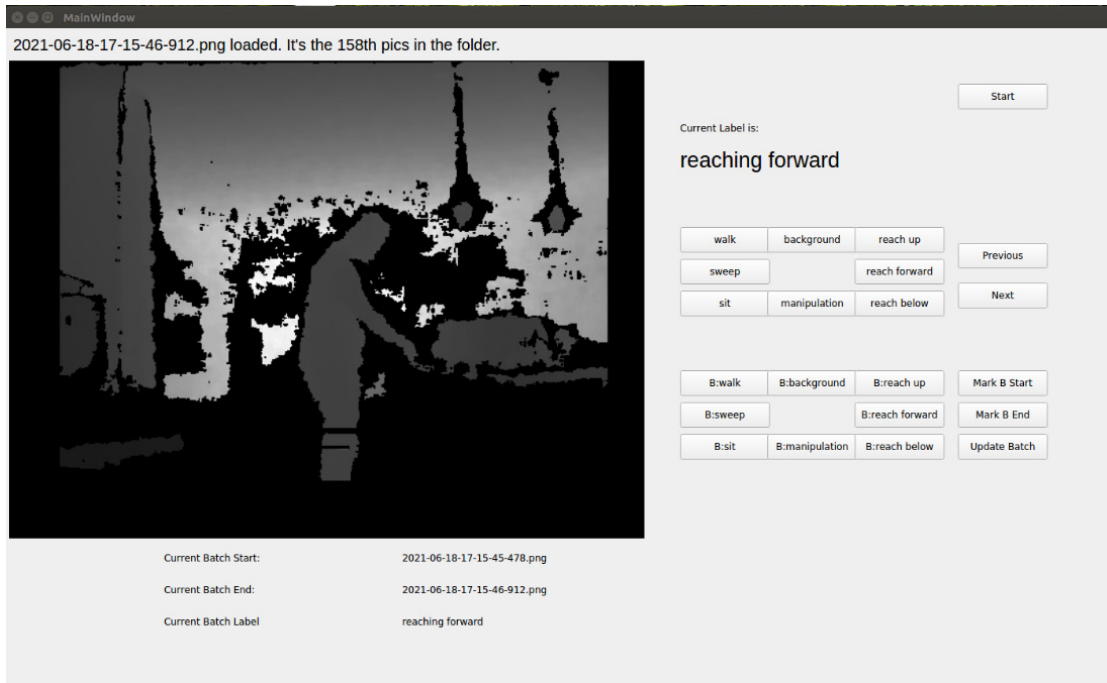 MainWindow
2021-06-18-17-15-46-912.png loaded. It's the 158th pics in the folder.
Start
Current Label is:
reaching forward
walk background reach up
Previous
sweep reach forward
Next
sit manipulation reach below
B:walk B:background B:reach up Mark B Start
B:sweep B:reach forward Mark B End
B:sit B:manipulation B:reach below Update Batch
Current Batch Start: 2021-06-18-17-15-45-478.png
Current Batch End: 2021-06-18-17-15-46-912.png
Current Batch Label reaching forward